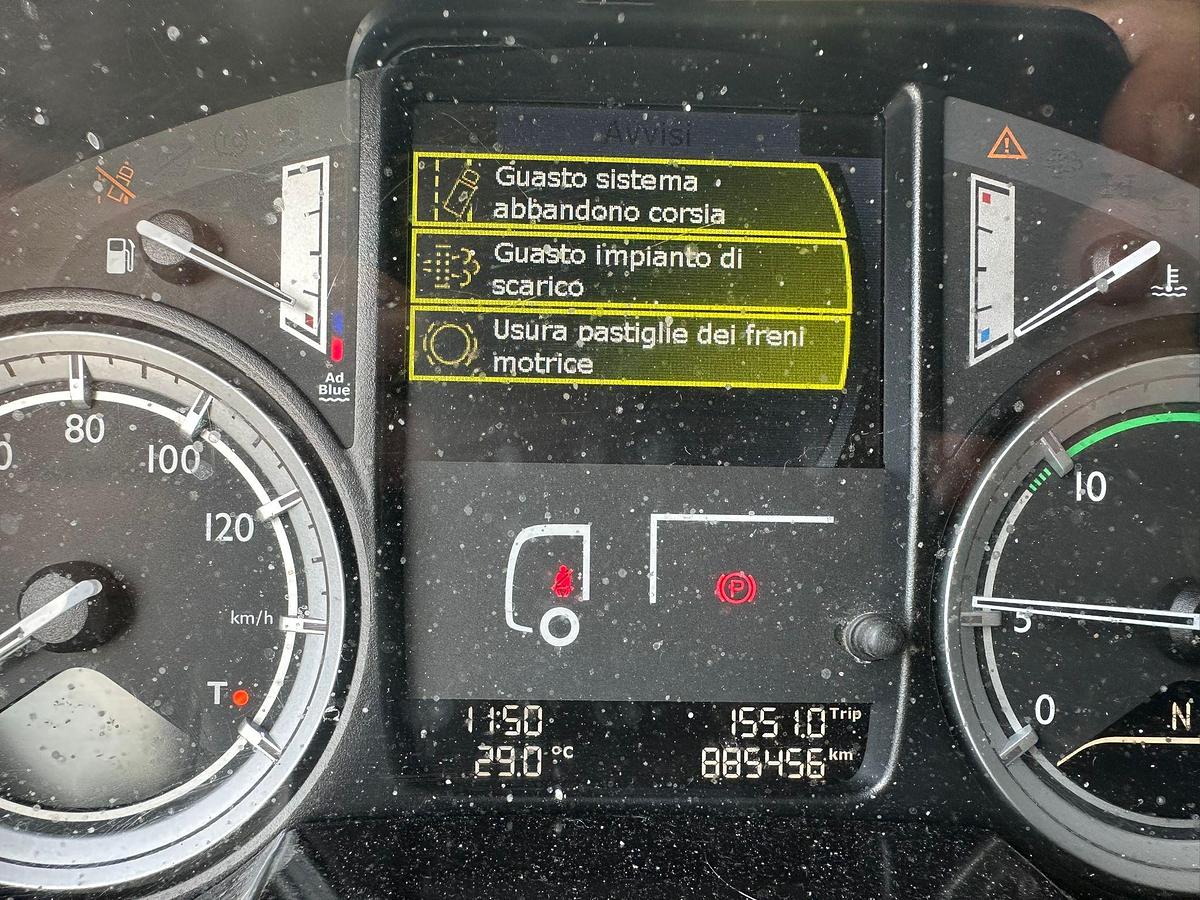 Avvisi
Guasto sistema
abbandono corsia
Guasto impianto di
scarico
Usura pastiglie dei freni
motrice
Ad
Blue
80
100
120
km/h
T
10
5
0
N
P
11:50
1551.0 Trip
29.0 °C
885456 km